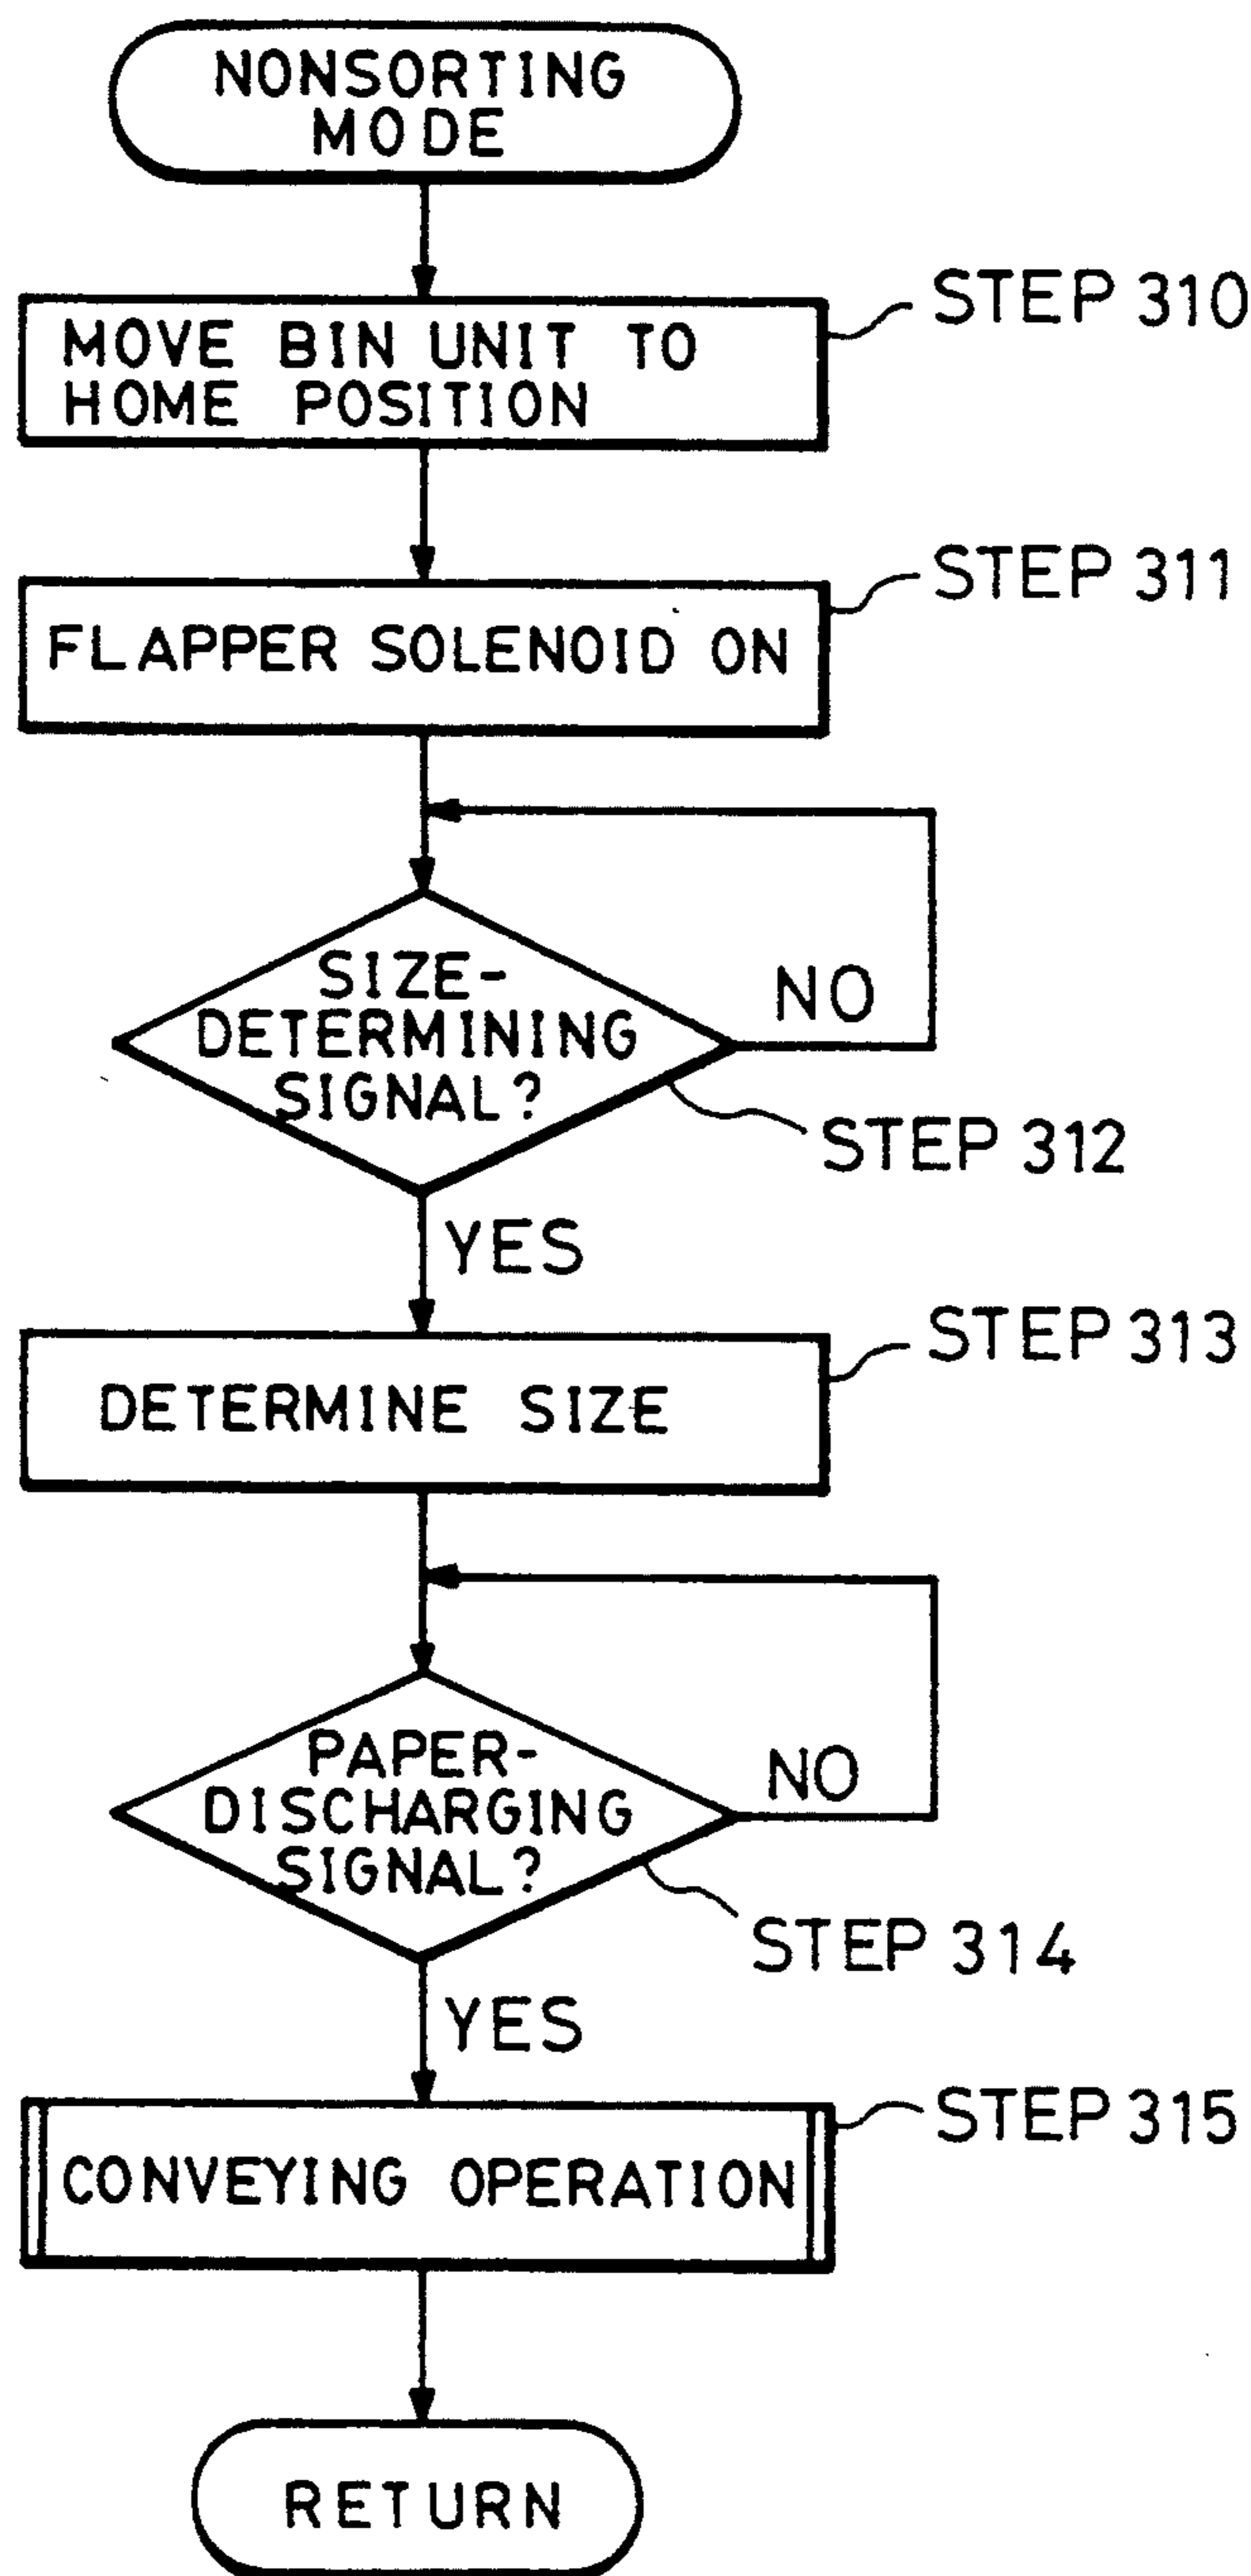 NONSORTING
MODE
STEP 310
MOVE BIN UNIT TO
HOME POSITION
STEP 311
FLAPPER SOLENOID ON
SIZE-
DETERMINING
SIGNAL?
NO
STEP 312
YES
STEP 313
DETERMINE SIZE
PAPER-
DISCHARGING
SIGNAL?
NO
STEP 314
YES
STEP 315
CONVEYING OPERATION
RETURN